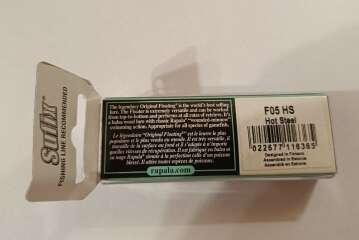 Sufix
FISHING LINE RECOMMENDED
The legendary Original Floating® is the world's best selling
lure. The Floater is extremely versatile and can be worked
from top-to-bottom and performs at all rates of retrieve. It's
a balsa wood lure with classic Rapala® "wounded-minnow"
swimming action. Appropriate for all species of gamefish.
Le légendaire "Original Floating"® est le leurre le plus
populaire et le plus vendu au monde. Il est très versatile, il
travaille de la surface au fond et il s'adapte à n'importe
quelles vitesses de récupération. Il est fabriqué en balsa et
sa nage Rapala® simule à la perfection celle d'un poisson
blessé. Il attire toutes espèces de poissons.
rapala.com
F05 HS
Hot Steel
022677116365
Designed in Finland
Assembled in Estonia
Assemblé en Estonie